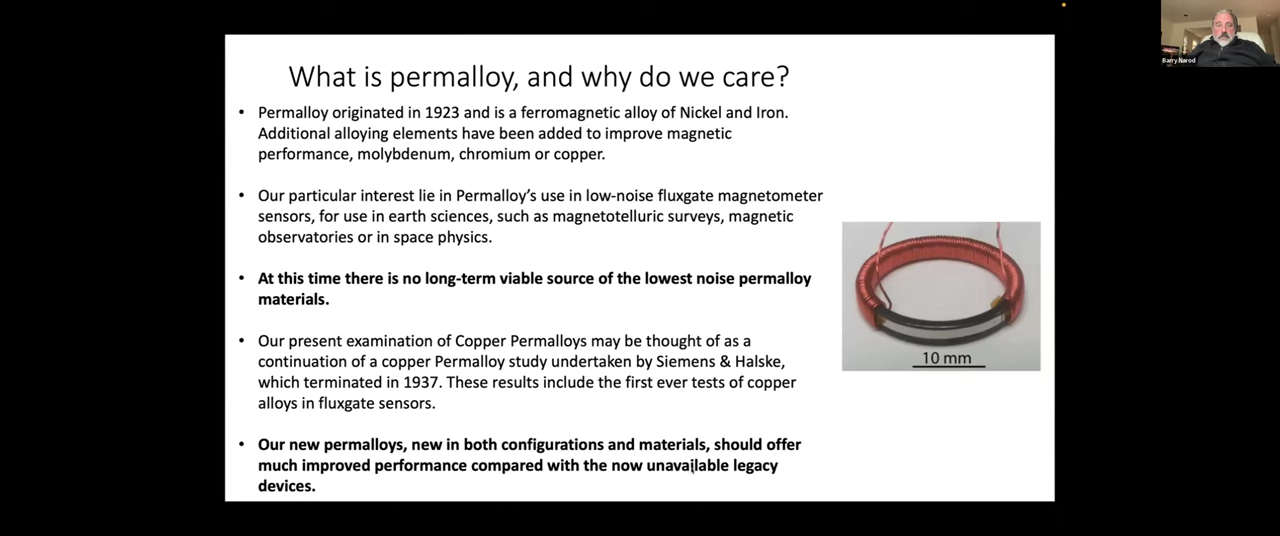 Barry Narod
What is permalloy, and why do we care?
• Permalloy originated in 1923 and is a ferromagnetic alloy of Nickel and Iron.
Additional alloying elements have been added to improve magnetic
performance, molybdenum, chromium or copper.
• Our particular interest lie in Permalloy's use in low-noise fluxgate magnetometer
sensors, for use in earth sciences, such as magnetotelluric surveys, magnetic
observatories or in space physics.
• At this time there is no long-term viable source of the lowest noise permalloy
materials.
• Our present examination of Copper Permalloys may be thought of as a
continuation of a copper Permalloy study undertaken by Siemens & Halske,
which terminated in 1937. These results include the first ever tests of copper
alloys in fluxgate sensors.
• Our new permalloys, new in both configurations and materials, should offer
much improved performance compared with the now unavailable legacy
devices.
10 mm